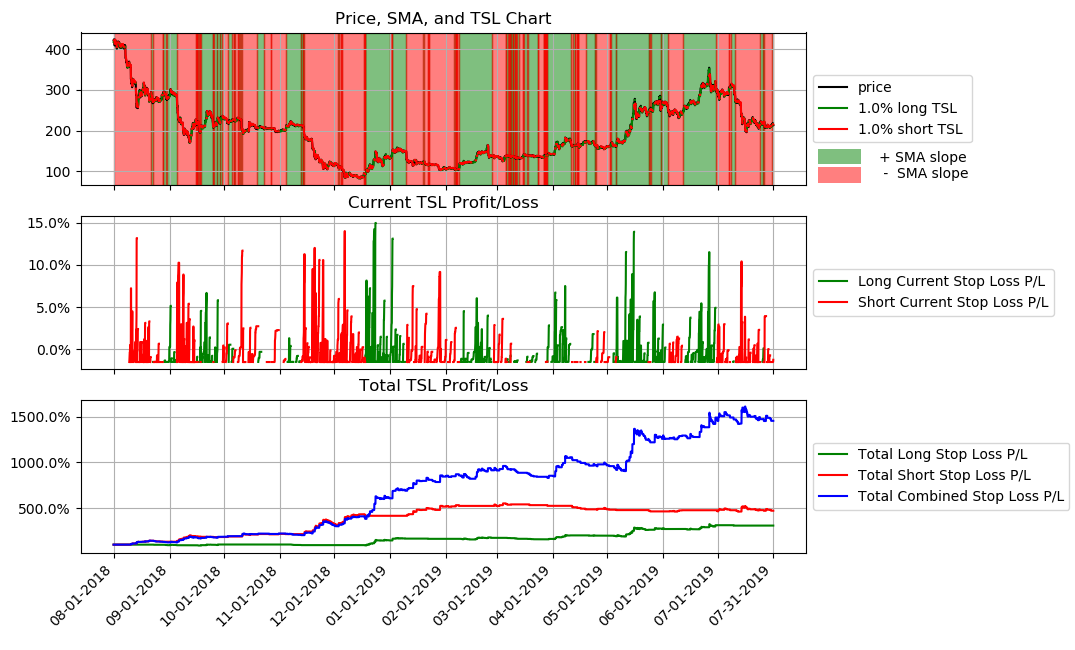 Price, SMA, and TSL Chart
400
300
200
100
price
1.0% long TSL
1.0% short TSL
+ SMA slope
- SMA slope
Current TSL Profit/Loss
15.0%
10.0%
5.0%
0.0%
Long Current Stop Loss P/L
Short Current Stop Loss P/L
Total TSL Profit/Loss
1500.0%
1000.0%
500.0%
Total Long Stop Loss P/L
Total Short Stop Loss P/L
Total Combined Stop Loss P/L
08-01-2018
09-01-2018
10-01-2018
11-01-2018
12-01-2018
01-01-2019
02-01-2019
03-01-2019
04-01-2019
05-01-2019
06-01-2019
07-01-2019
07-31-2019